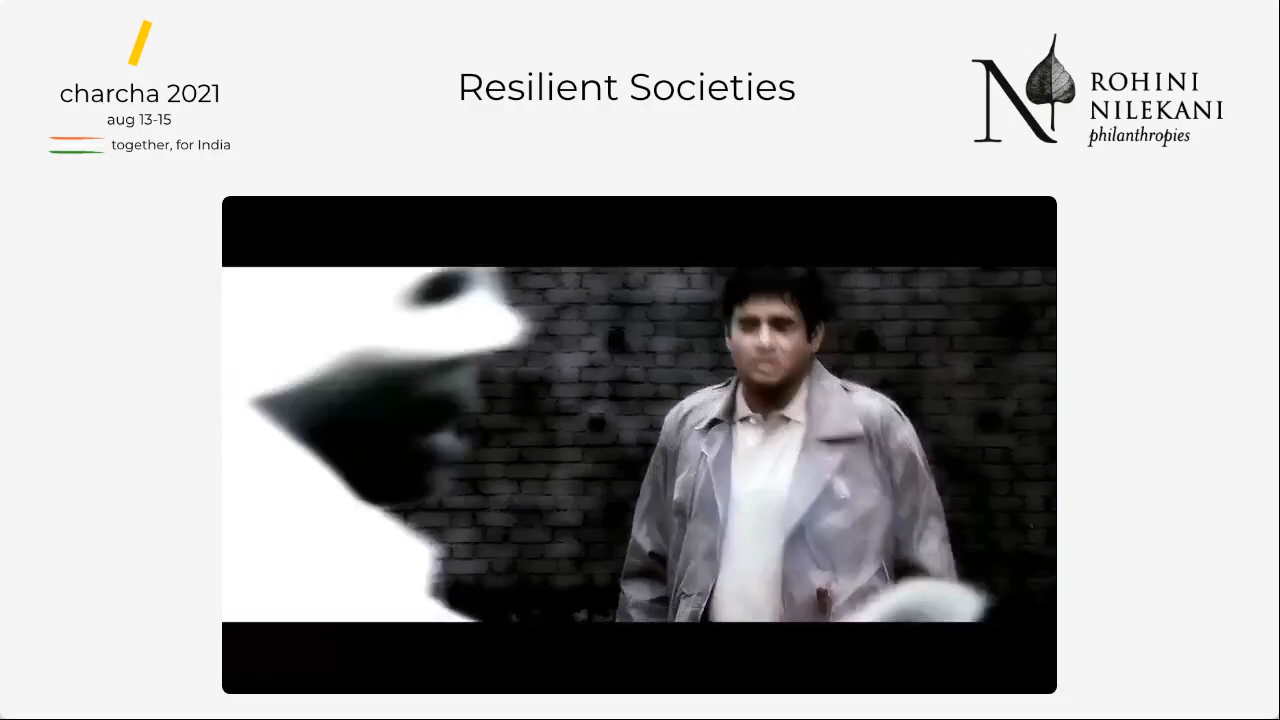 charcha 2021
aug 13-15
together, for India
Resilient Societies
ROHINI
NILEKANI
philanthropies